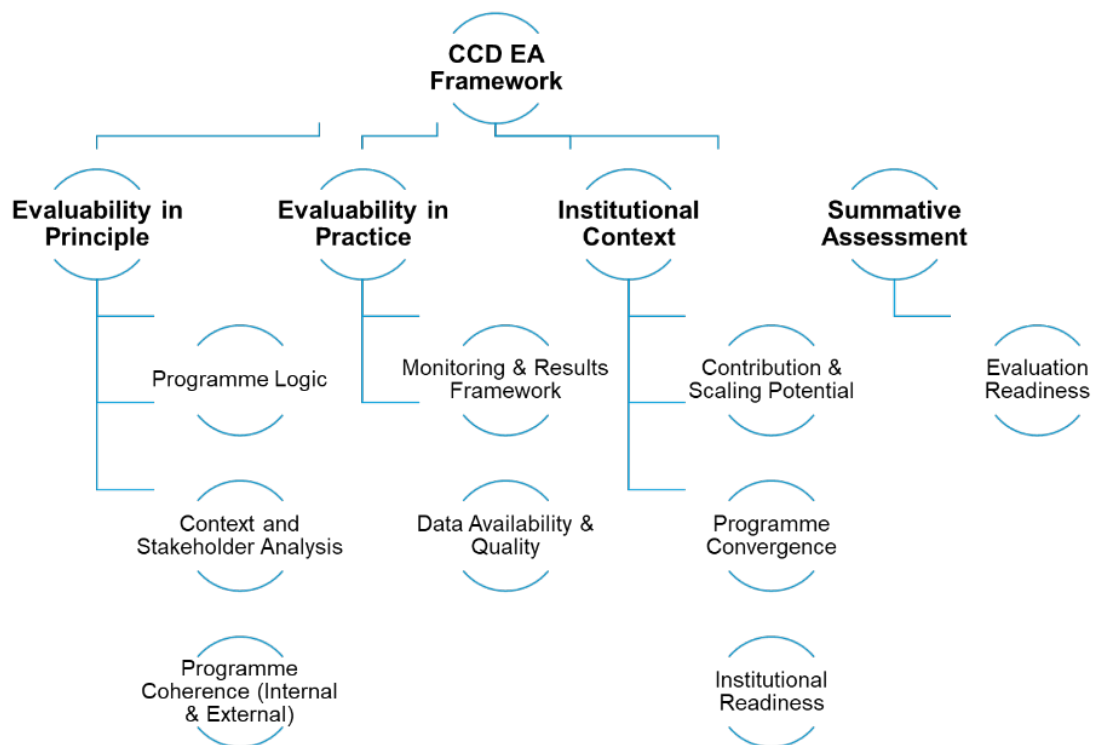 CCD EA
Framework
Evaluability in
Principle
Evaluability in
Practice
Institutional
Context
Summative
Assessment
Programme Logic
Monitoring & Results
Framework
Contribution &
Scaling Potential
Evaluation
Readiness
Context and
Stakeholder Analysis
Data Availability &
Quality
Programme
Convergence
Programme
Coherence (Internal
& External)
Institutional
Readiness